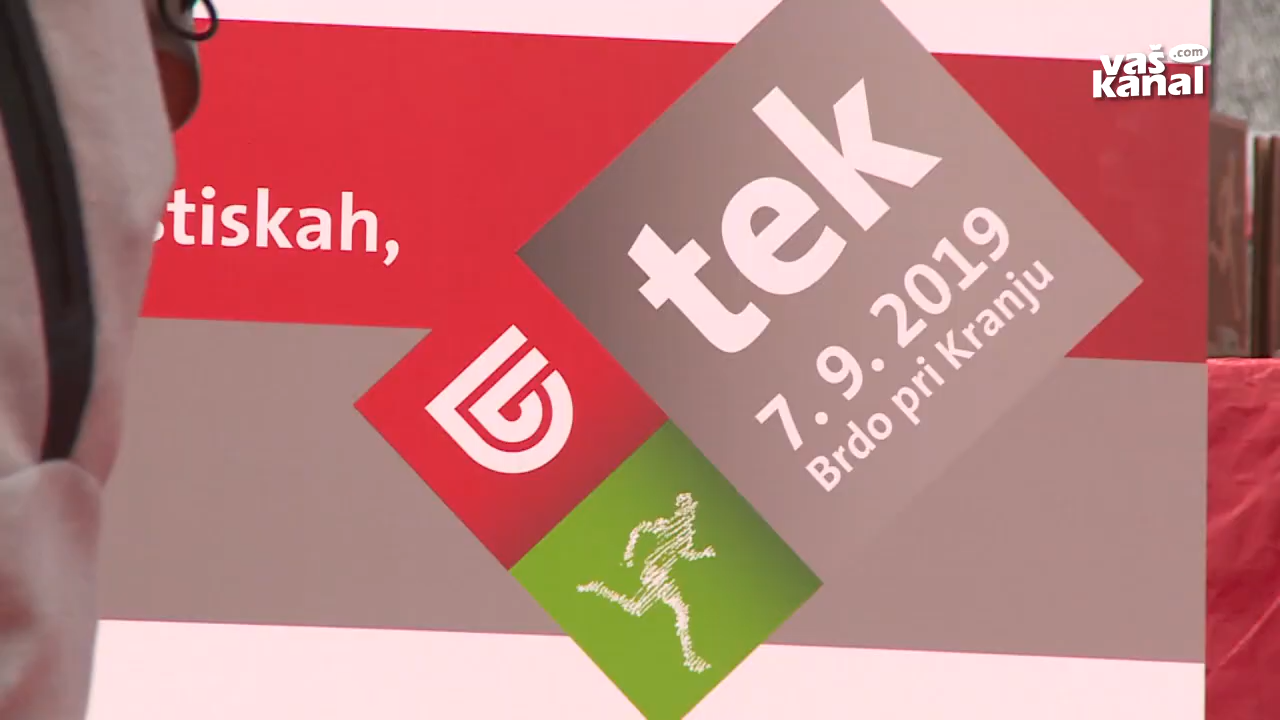 vaš
kanal
.com
stiskah,
tek
7. 9. 2019
Brdo pri Kranju